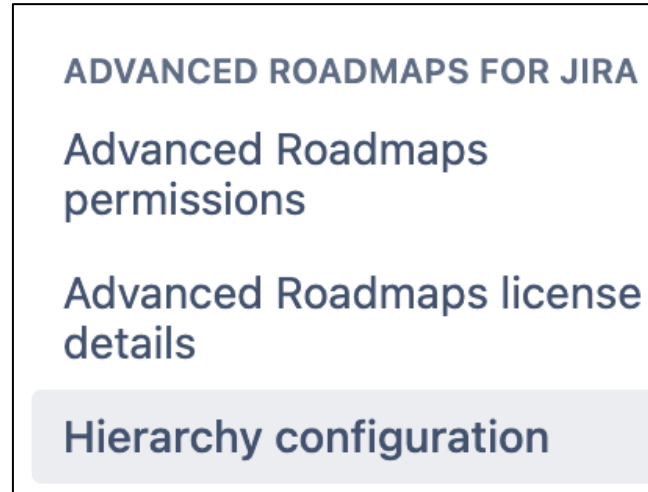 ADVANCED ROADMAPS FOR JIRA
Advanced Roadmaps
permissions
Advanced Roadmaps license
details
Hierarchy configuration